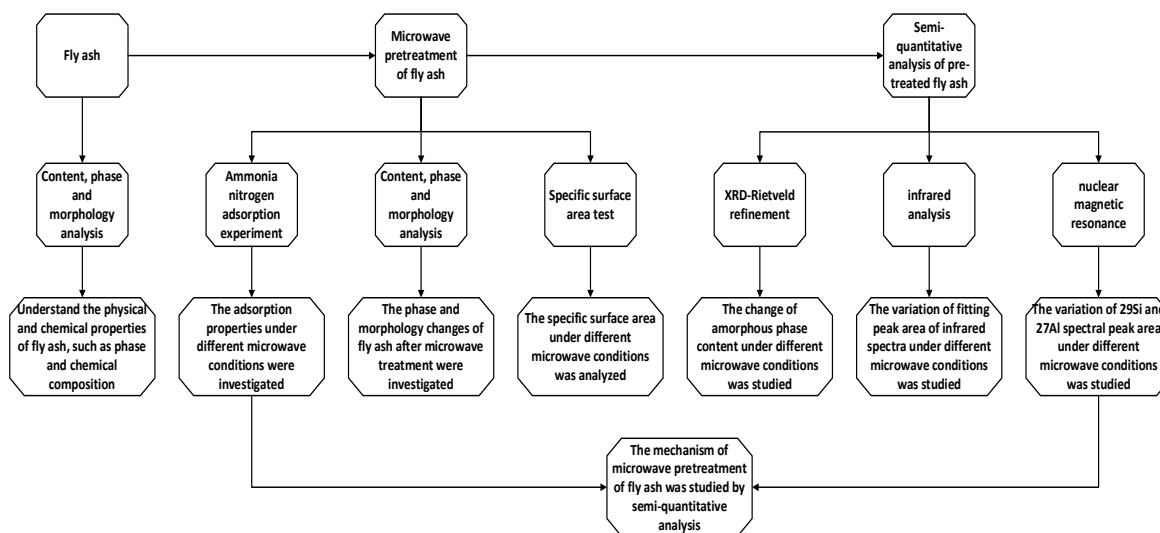 Fly ash
Microwave
pretreatment
of fly ash
Semi-
quantitative
analysis of pre-
treated fly ash
Content, phase
and
morphology
analysis
Ammonia
nitrogen
adsorption
experiment
Content, phase
and
morphology
analysis
Specific surface
area test
XRD-Rietveld
refinement
infrared
analysis
nuclear
magnetic
resonance
Understand the physical
and chemical properties
of fly ash, such as phase
and chemical
composition
The adsorption
properties under
different microwave
conditions were
investigated
The phase and
morphology changes of
fly ash after microwave
treatment were
investigated
The specific surface area
under different
microwave conditions
was analyzed
The change of
amorphous phase
content under different
microwave conditions
was studied
The variation of fitting
peak area of infrared
spectra under different
microwave conditions
was studied
The variation of 29Si and
27Al spectral peak area
under different
microwave conditions
was studied
The mechanism of
microwave pretreatment
of fly ash was studied by
semi-quantitative
analysis